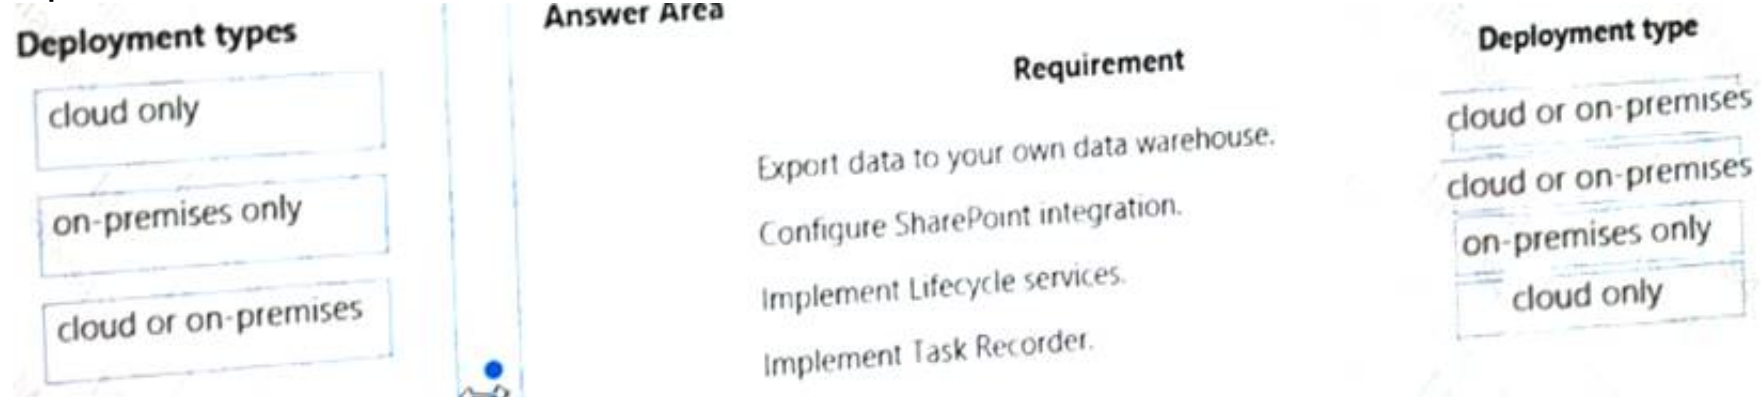 Deployment types
cloud only
on-premises only
cloud or on-premises
Answer Area
Requirement
Export data to your own data warehouse.
Configure SharePoint integration.
Implement Lifecycle services.
Implement Task Recorder.
Deployment type
cloud or on-premises
cloud or on-premises
on-premises only
cloud only